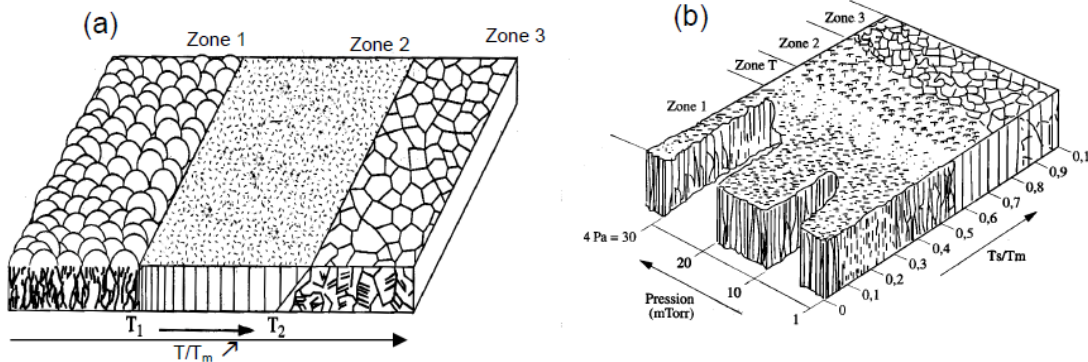 (a)
Zone 1
Zone 2
Zone 3
T₁
T₂
T/Tₘ
(b)
Zone 3
Zone 2
Zone T
Zone 1
4 Pa = 30
20
10
1
Pression
(mTorr)
0
0,1
0,2
0,3
0,4
0,5
0,6
0,7
0,8
0,9
0,1
Ts/Tm